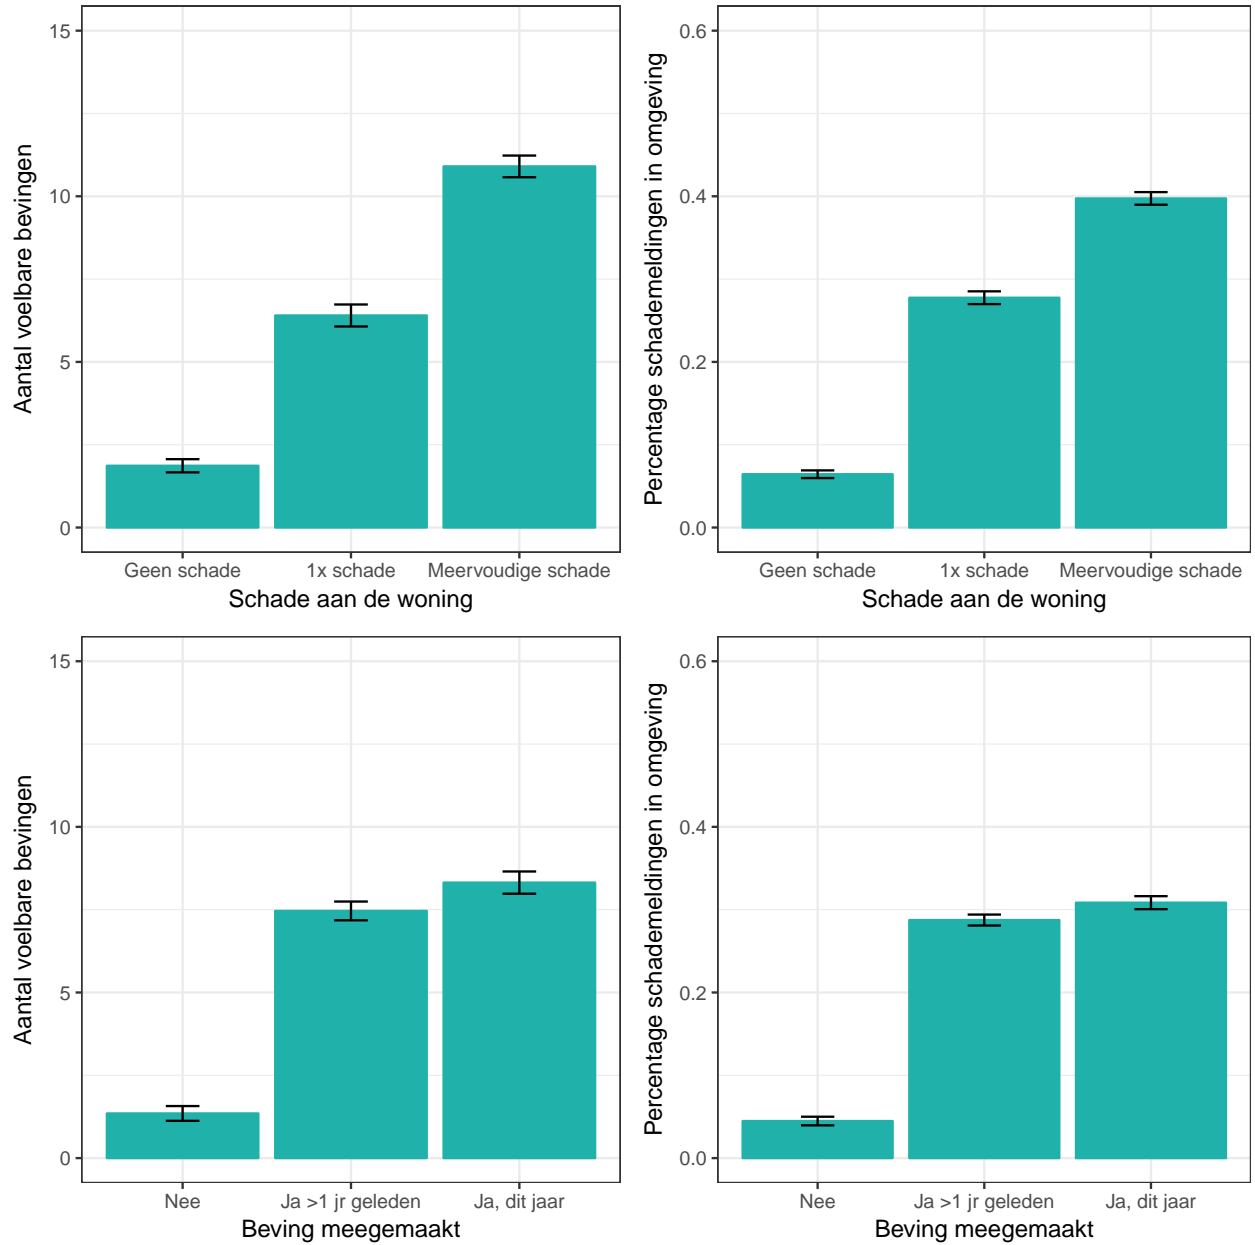 Aantal voelbare bevingen
15
10
5
0
Geen schade 1x schade Meervoudige schade
Schade aan de woning
Percentage schademeldingen in omgeving
0.6
0.4
0.2
0.0
Geen schade 1x schade Meervoudige schade
Schade aan de woning
Aantal voelbare bevingen
15
10
5
0
Nee Ja >1 jr geleden Ja, dit jaar
Beving meegemaakt
Percentage schademeldingen in omgeving
0.6
0.4
0.2
0.0
Nee Ja >1 jr geleden Ja, dit jaar
Beving meegemaakt